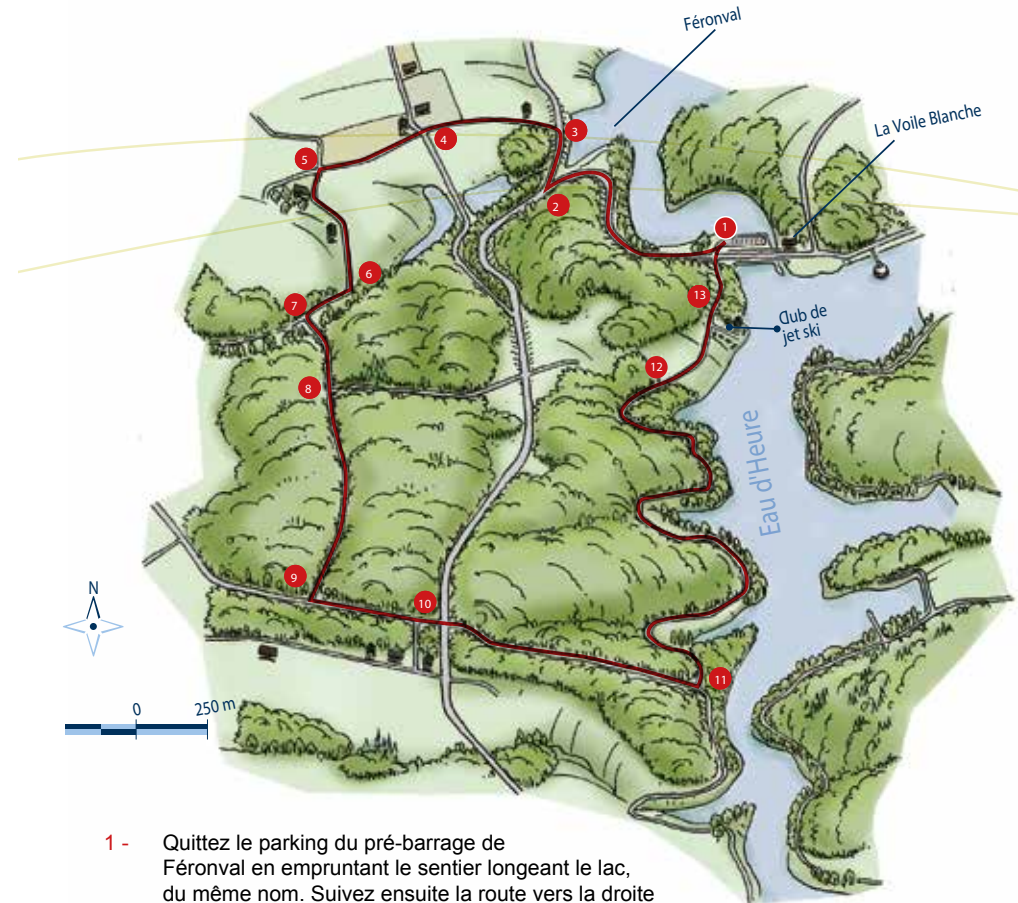 Féronval
La Voile Blanche
3
4
5
2
1
6
7
13
Club de
jet ski
12
8
Eau d'Heure
9
10
N
11
0
250 m
1 - Quittez le parking du pré-barrage de
Féronval en empruntant le sentier longeant le lac,
du même nom. Suivez ensuite la route vers la droite